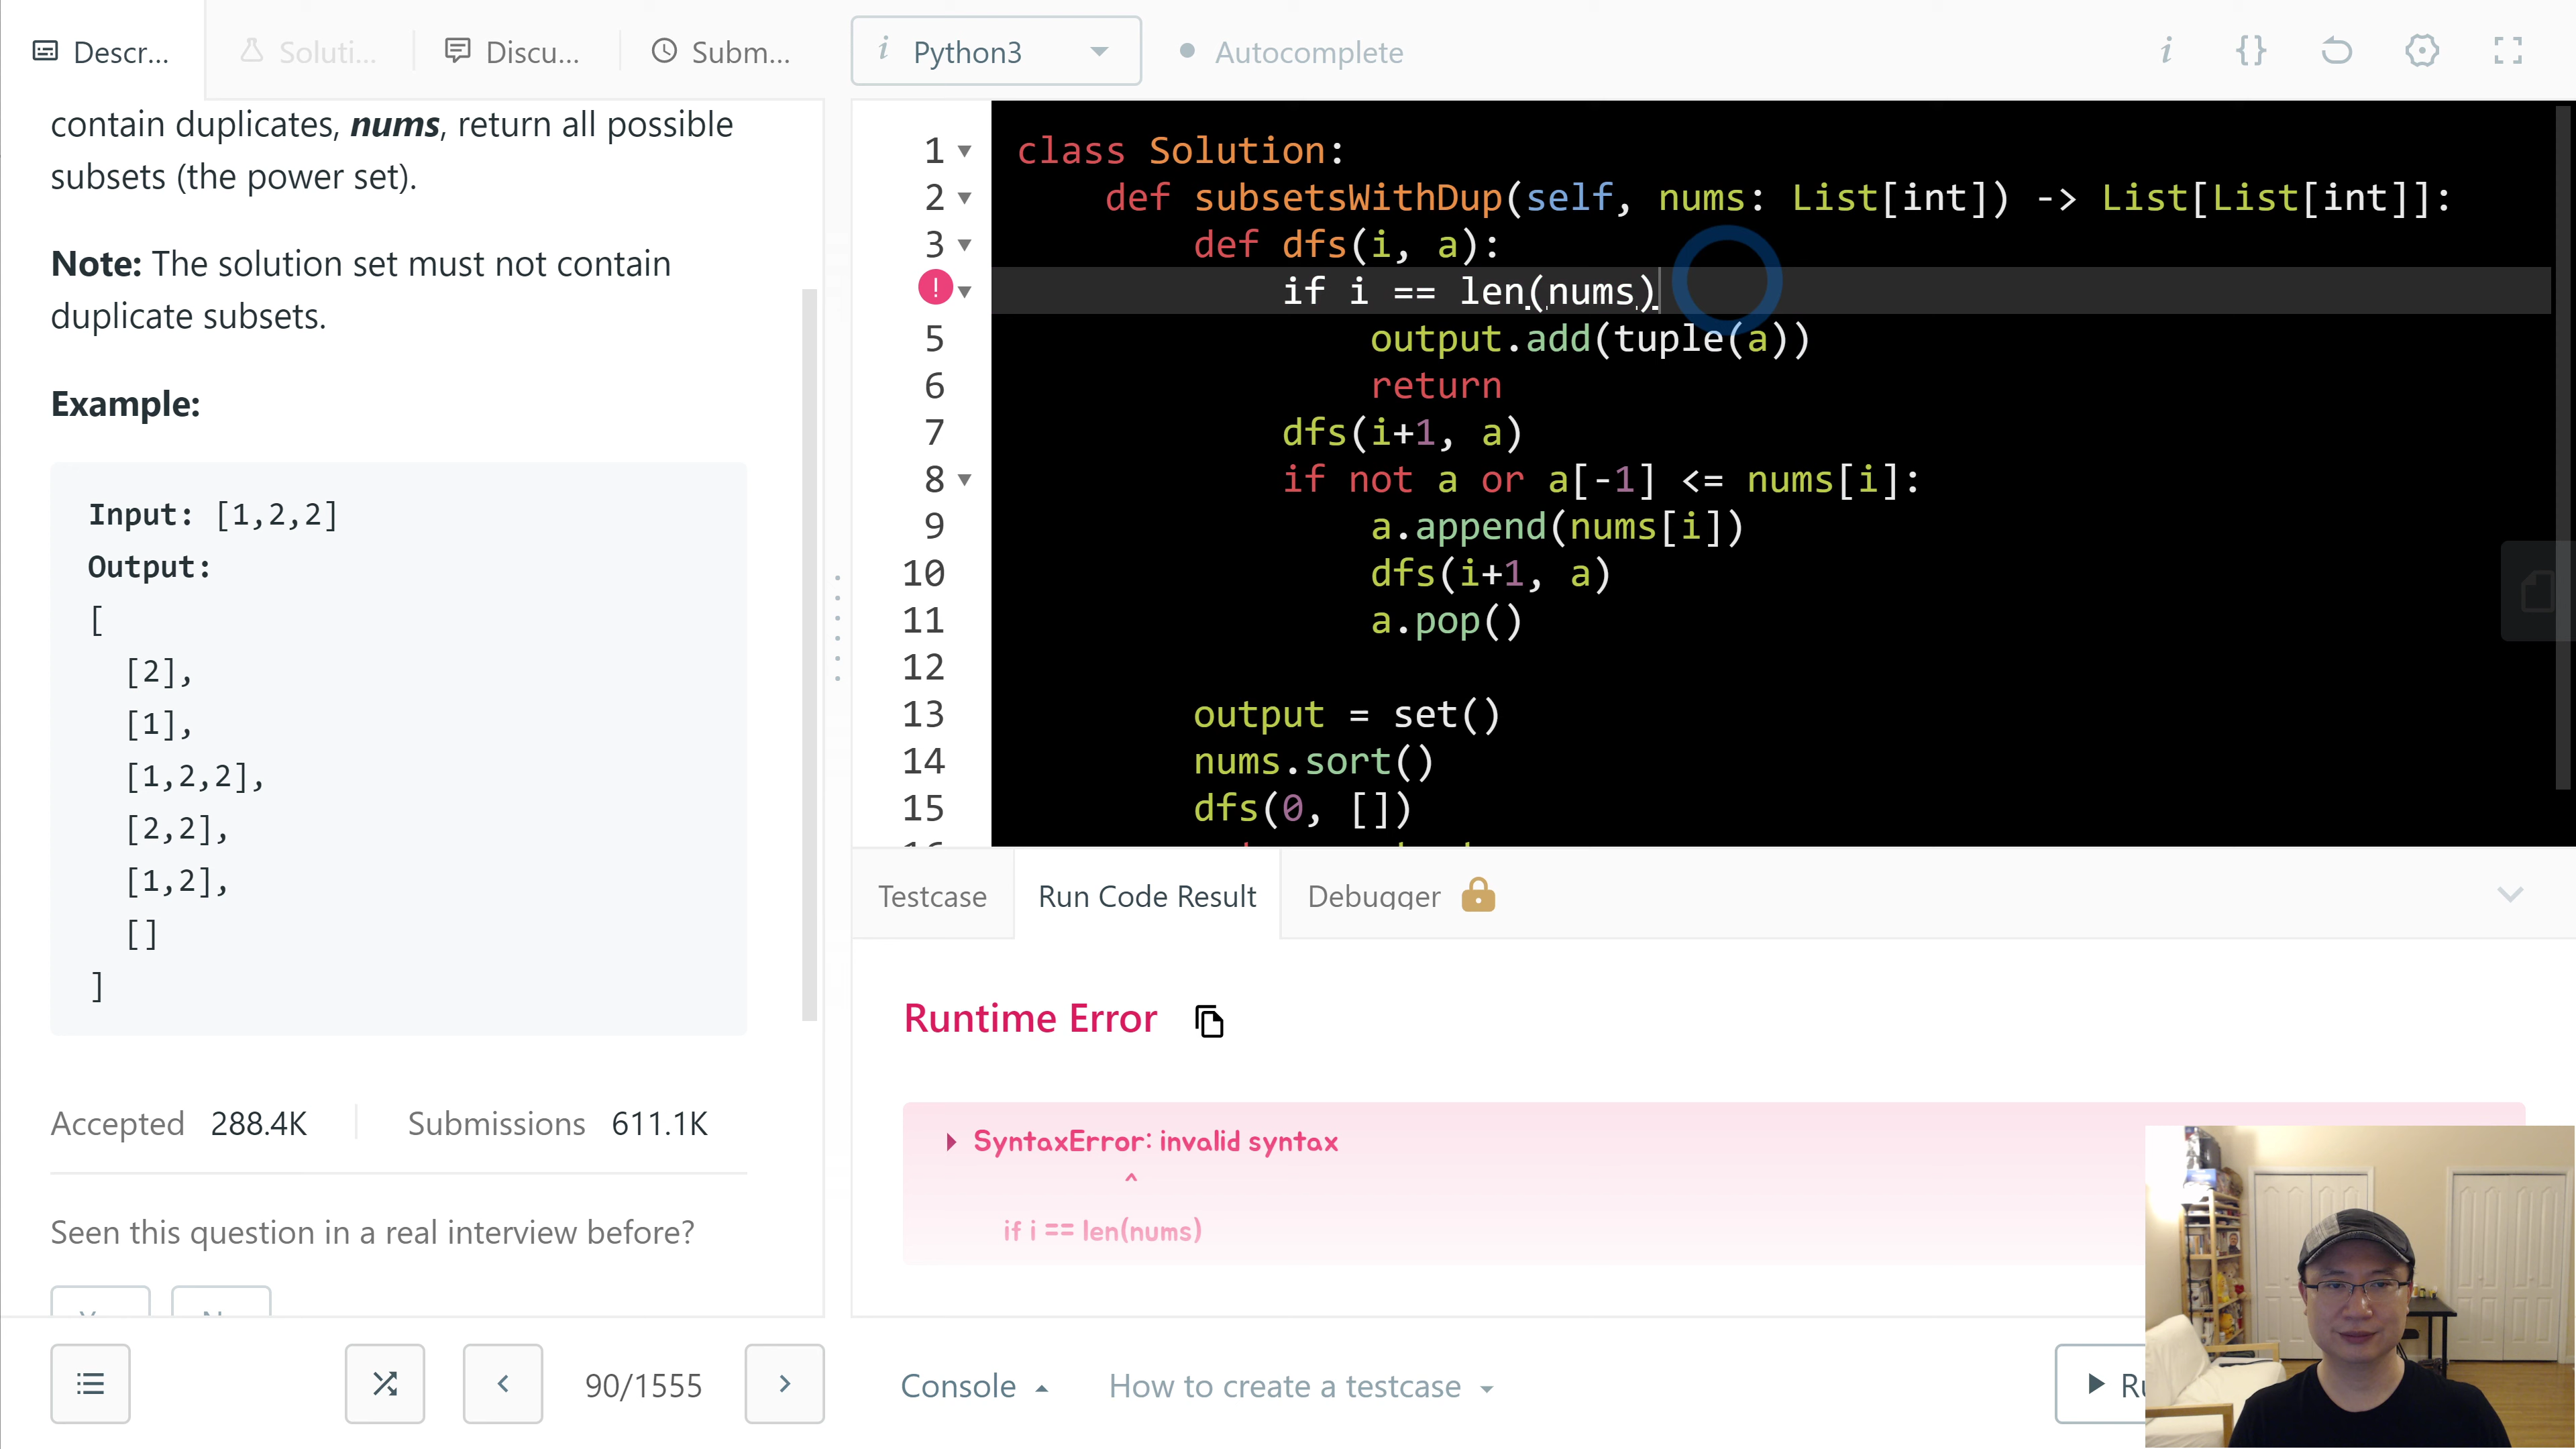 Descr...
Soluti...
Discu...
Subm...
i Python3
Autocomplete
i {}
contain duplicates, nums, return all possible
subsets (the power set).
Note: The solution set must not contain
duplicate subsets.
Example:
Input: [1,2,2]
Output:
[
[2],
[1],
[1,2,2],
[2,2],
[1,2],
[]
]
Accepted 288.4K
Submissions 611.1K
Seen this question in a real interview before?
90/1555
1 class Solution:
2 def subsetsWithDup(self, nums: List[int]) -> List[List[int]]:
3 def dfs(i, a):
! if i == len(nums)
5 output.add(tuple(a))
6 return
7 dfs(i+1, a)
8 if not a or a[-1] <= nums[i]:
9 a.append(nums[i])
10 dfs(i+1, a)
11 a.pop()
12
13 output = set()
14 nums.sort()
15 dfs(0, [])
Testcase
Run Code Result
Debugger
Runtime Error
SyntaxError: invalid syntax
^
if i == len(nums)
Console
How to create a testcase